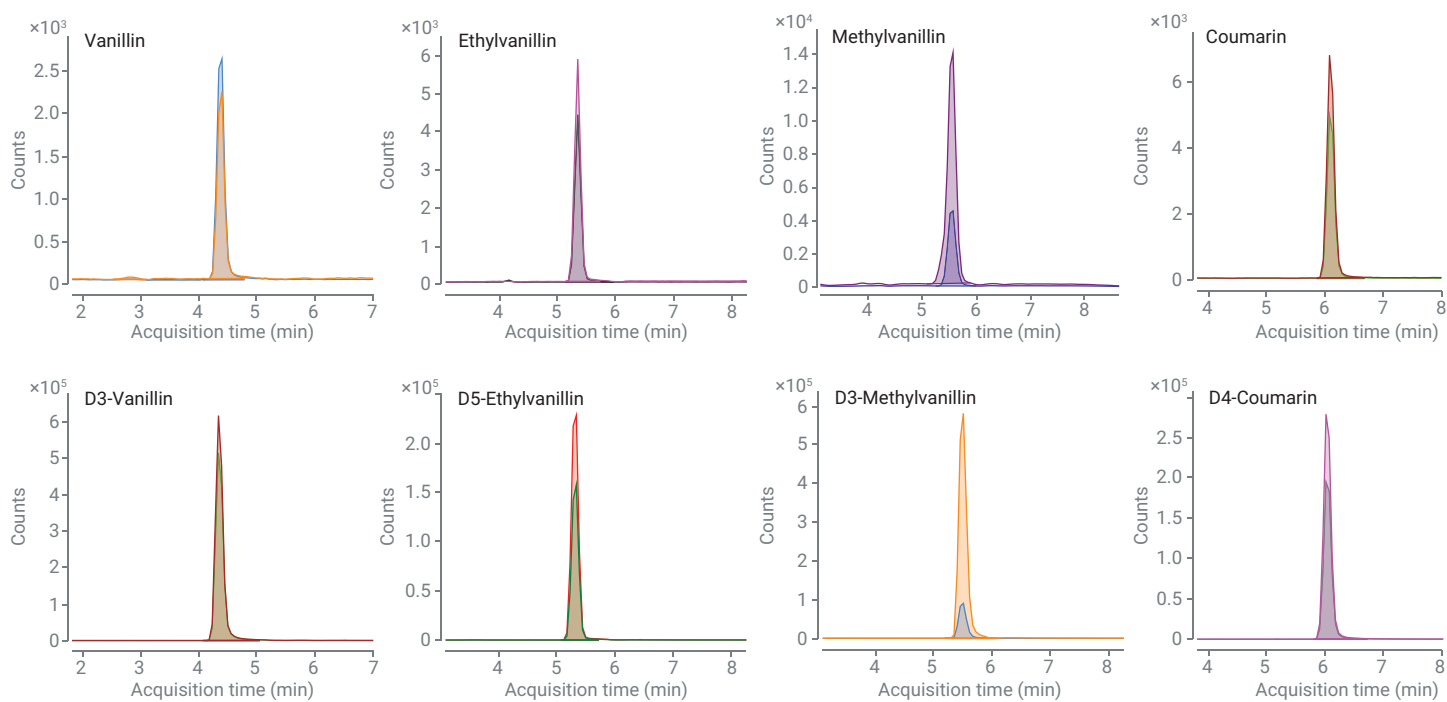 ×10³
Vanillin
2.5
2.0
1.5
1.0
0.5
0
Counts
2 3 4 5 6 7
Acquisition time (min)
×10³
Ethylvanillin
6
5
4
3
2
1
0
Counts
4 5 6 7 8
Acquisition time (min)
×10⁴
Methylvanillin
1.4
1.2
1.0
0.8
0.6
0.4
0.2
0
Counts
4 5 6 7 8
Acquisition time (min)
×10³
Coumarin
6
4
2
0
Counts
4 5 6 7 8
Acquisition time (min)
×10⁵
D3-Vanillin
6
5
4
3
2
1
0
Counts
2 3 4 5 6 7
Acquisition time (min)
×10⁵
D5-Ethylvanillin
2.0
1.5
1.0
0.5
0
Counts
4 5 6 7 8
Acquisition time (min)
×10⁵
D3-Methylvanillin
6
5
4
3
2
1
0
Counts
4 5 6 7 8
Acquisition time (min)
×10⁵
D4-Coumarin
2.5
2.0
1.5
1.0
0.5
0
Counts
4 5 6 7 8
Acquisition time (min)